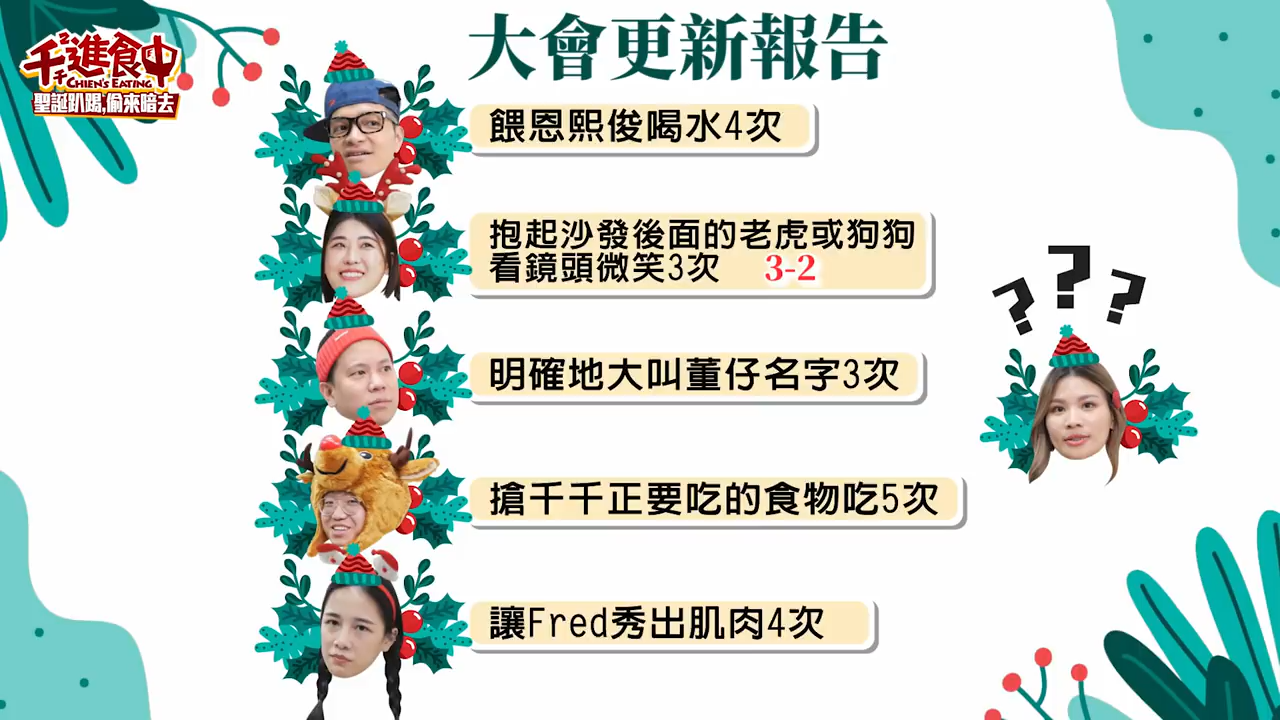 千千進食中
CHIEN'S EATING
聖誕趴踢,偷來暗去
大會更新報告
餵恩熙俊喝水4次
抱起沙發後面的老虎或狗狗
看鏡頭微笑3次 3-2
明確地大叫董仔名字3次
搶千千正要吃的食物吃5次
讓Fred秀出肌肉4次
???